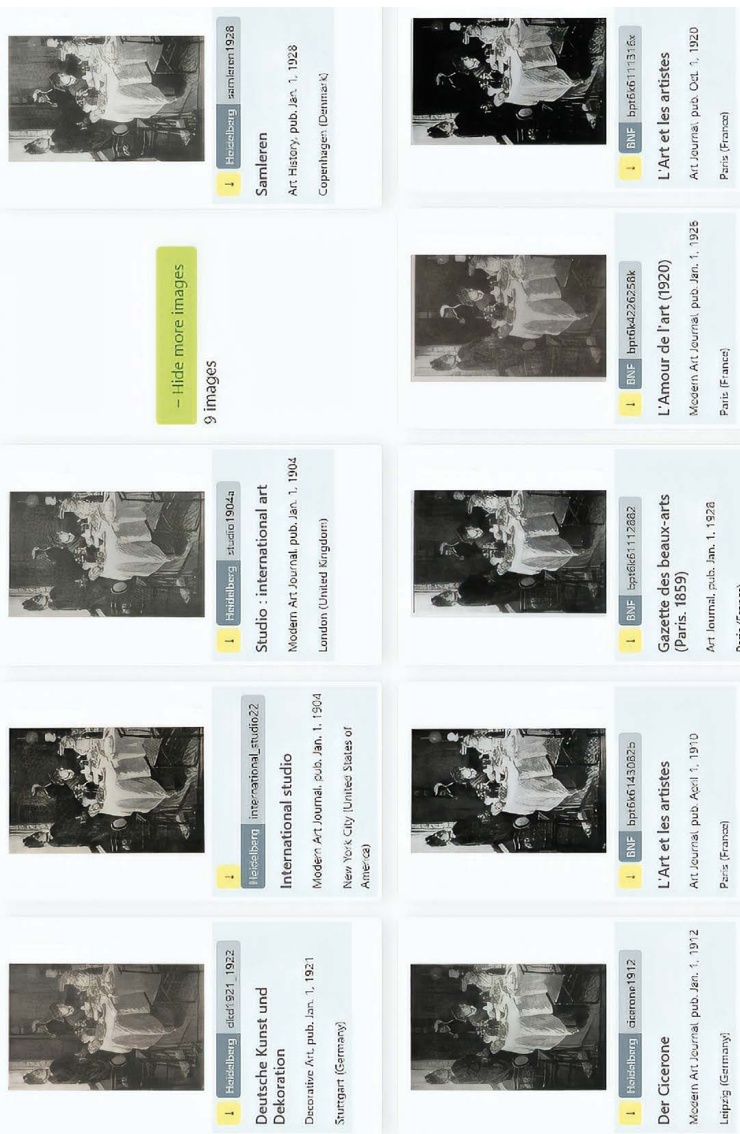 Heidelberg dkd1921_1922
Deutsche Kunst und
Dekoration
Decorative Art, pub. Jan. 1, 1921
Stuttgart (Germany)
Heidelberg international_studio22
International studio
Modern Art Journal, pub. Jan. 1, 1904
New York City (United States of
America)
Heidelberg studio1904a
Studio : international art
Modern Art Journal, pub. Jan. 1, 1904
London (United Kingdom)
– Hide more images
9 images
Heidelberg samleren1928
Samleren
Art History, pub. Jan. 1, 1928
Copenhagen (Denmark)
Heidelberg cicerone1912
Der Cicerone
Modern Art Journal, pub. Jan. 1, 1912
Leipzig (Germany)
BNF bpt6k6143082b
L'Art et les artistes
Art Journal, pub. April 1, 1910
Paris (France)
BNF bpt6k61112882
Gazette des beaux-arts
(Paris. 1859)
Art Journal, pub. Jan. 1, 1928
BNF bpt6k4226258k
L'Amour de l'art (1920)
Modern Art Journal, pub. Jan. 1, 1926
Paris (France)
BNF bpt6k6111316x
L'Art et les artistes
Art Journal, pub. Oct. 1, 1920
Paris (France)